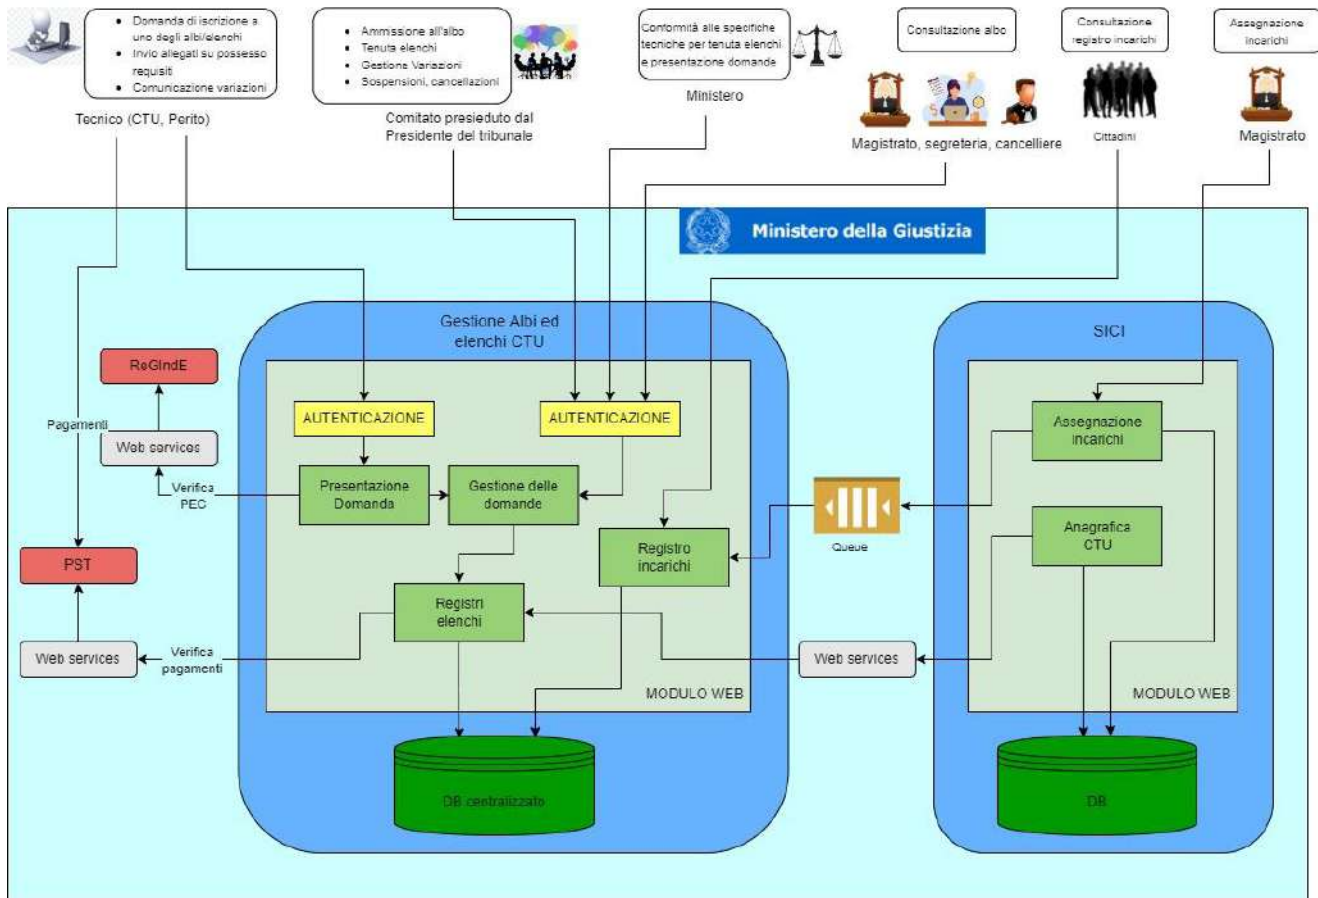 Domanda di iscrizione a
uno degli albi/elenchi
Invio allegati su possesso
requisiti
Comunicazione variazioni
Tecnico (CTU, Perito)
Ammissione all'albo
Tenuta elenchi
Gestione Variazioni
Sospensioni, cancellazioni
Comitato presieduto dal
Presidente del tribunale
Conformità alle specifiche
tecniche per tenuta elenchi
e presentazione domande
Ministero
Consultazione albo
Magistrato, segreteria, cancelliere
Consultazione
registro incarichi
Cittadini
Assegnazione
incarichi
Magistrato
Ministero della Giustizia
Gestione Albi ed
elenchi CTU
SICI
ReGIndE
Pagamenti
Web services
Verifica
PEC
AUTENTICAZIONE
AUTENTICAZIONE
Presentazione
Domanda
Gestione delle
domande
Assegnazione
incarichi
Queue
Anagrafica
CTU
Registro
incarichi
PST
Registri
elenchi
Web services
Verifica
pagamenti
Web services
MODULO WEB
MODULO WEB
DB centralizzato
DB